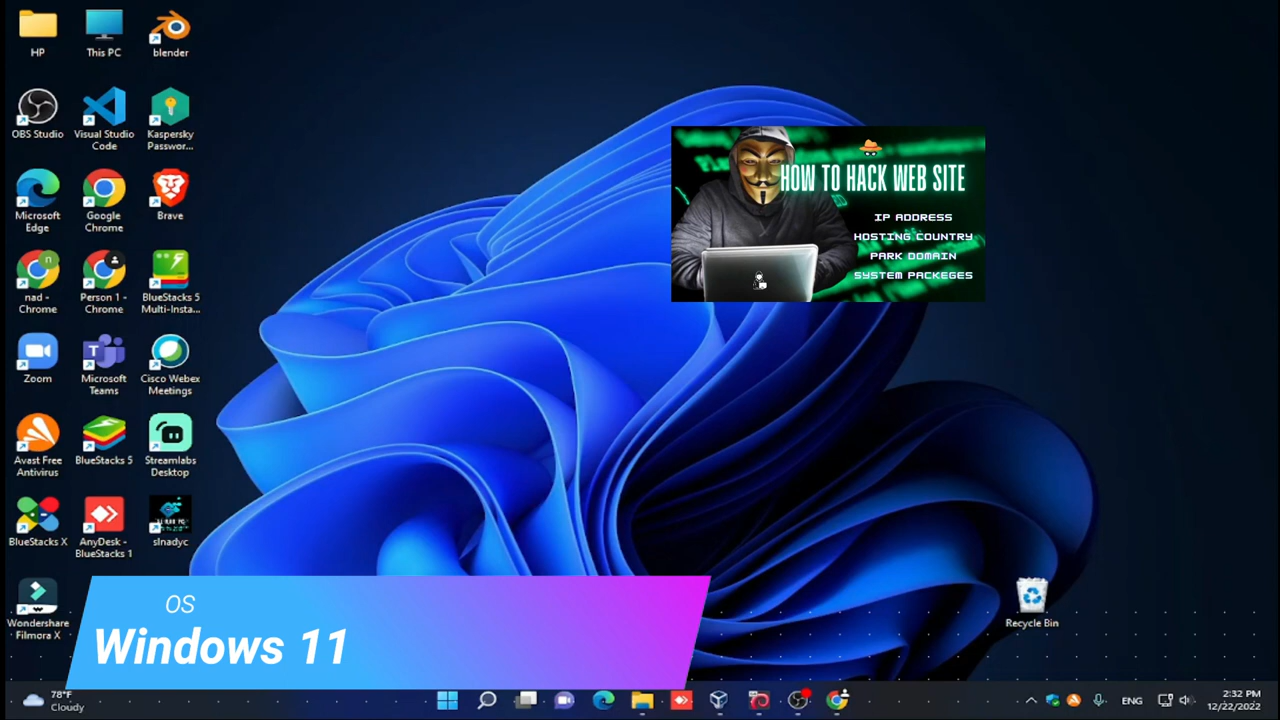 HP
This PC
blender
OBS Studio
Visual Studio
Code
Kaspersky
Passwor...
Microsoft
Edge
Google
Chrome
Brave
nad -
Chrome
Person 1 -
Chrome
BlueStacks 5
Multi-Insta...
Zoom
Microsoft
Teams
Cisco Webex
Meetings
Avast Free
Antivirus
BlueStacks 5
Streamlabs
Desktop
BlueStacks X
AnyDesk -
BlueStacks 1
slnadyc
Wondershare
Filmora X
HOW TO HACK WEB SITE
IP ADDRESS
HOSTING COUNTRY
PARK DOMAIN
SYSTEM PACKEGES
Recycle Bin
OS
Windows 11
78°F
Cloudy
ENG
2:32 PM
12/22/2022